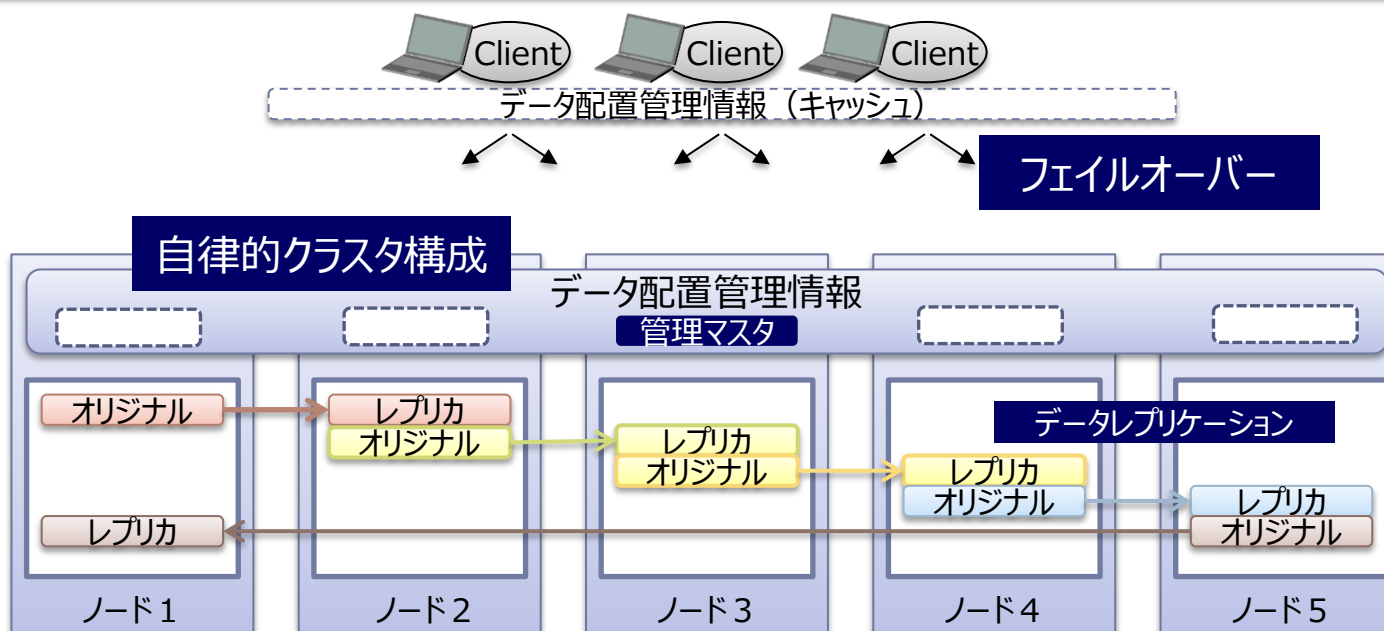 Client
Client
Client
データ配置管理情報（キャッシュ）
フェイルオーバー
自律的クラスタ構成
データ配置管理情報
管理マスタ
オリジナル
レプリカ
オリジナル
レプリカ
オリジナル
データレプリケーション
レプリカ
オリジナル
レプリカ
オリジナル
レプリカ
ノード１
ノード２
ノード３
ノード４
ノード５